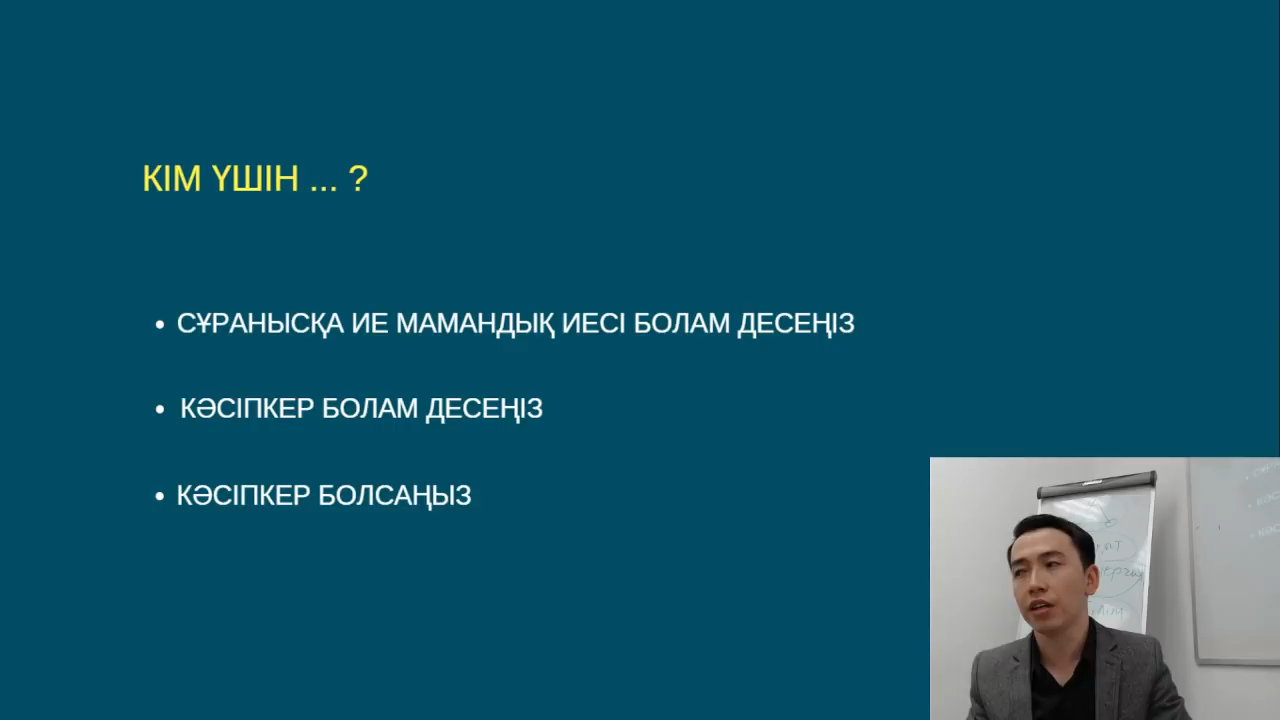 КІМ ҮШІН ... ?
• СҰРАНЫСҚА ИЕ МАМАНДЫҚ ИЕСІ БОЛАМ ДЕСЕҢІЗ
• КӘСІПКЕР БОЛАМ ДЕСЕҢІЗ
• КӘСІПКЕР БОЛСАҢЫЗ